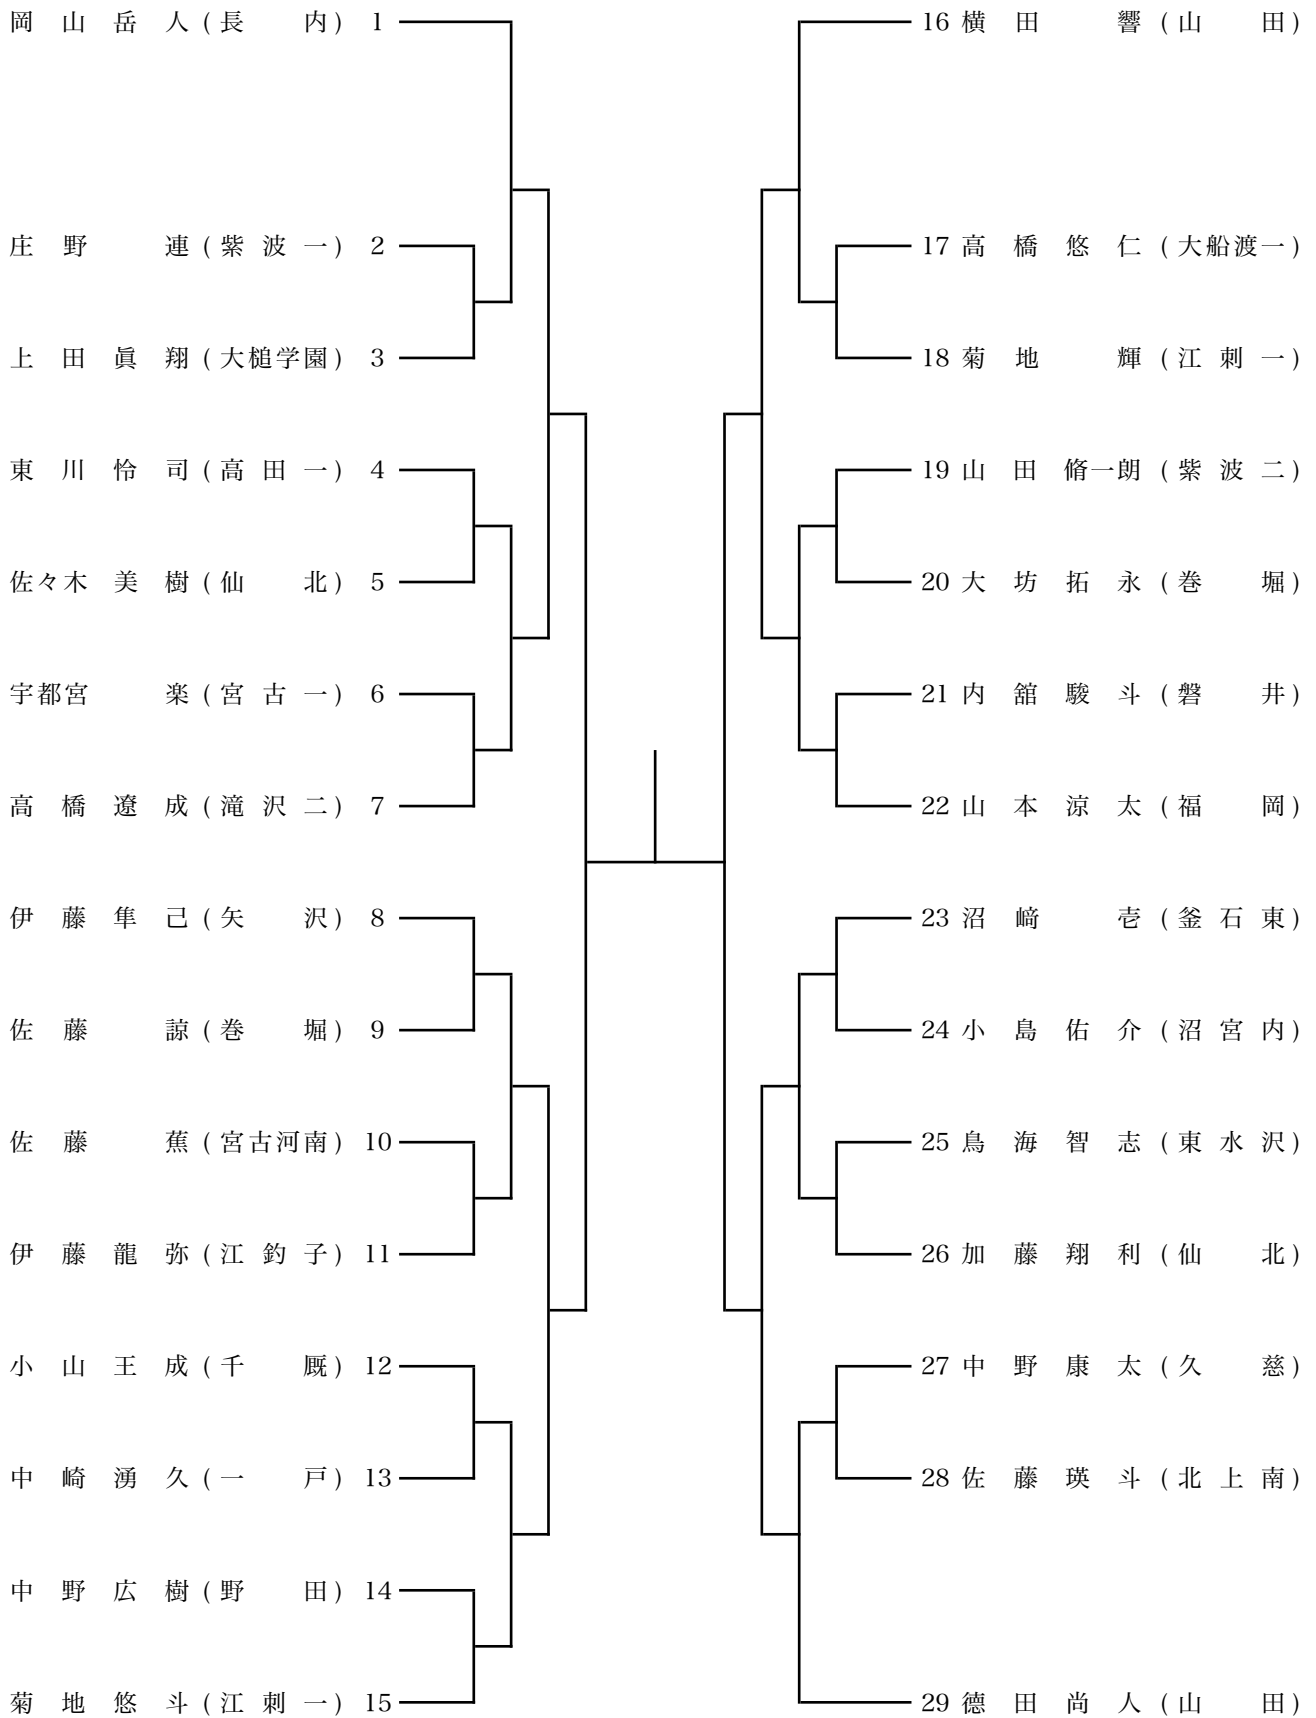 岡山岳人(長内) 1
庄野連(紫波一) 2
上田眞翔(大槌学園) 3
東川怜司(高田一) 4
佐々木美樹(仙北) 5
宇都宮楽(宮古一) 6
高橋遼成(滝沢二) 7
伊藤隼己(矢沢) 8
佐藤諒(巻堀) 9
佐藤蕉(宮古河南) 10
伊藤龍弥(江釣子) 11
小山王成(千厩) 12
中崎湧久(一戸) 13
中野広樹(野田) 14
菊地悠斗(江刺一) 15
16 横田響(山田)
17 高橋悠仁(大船渡一)
18 菊地輝(江刺一)
19 山田脩一朗(紫波二)
20 大坊拓永(巻堀)
21 内舘駿斗(磐井)
22 山本涼太(福岡)
23 沼﨑壱(釜石東)
24 小島佑介(沼宮内)
25 鳥海智志(東水沢)
26 加藤翔利(仙北)
27 中野康太(久慈)
28 佐藤瑛斗(北上南)
29 德田尚人(山田)